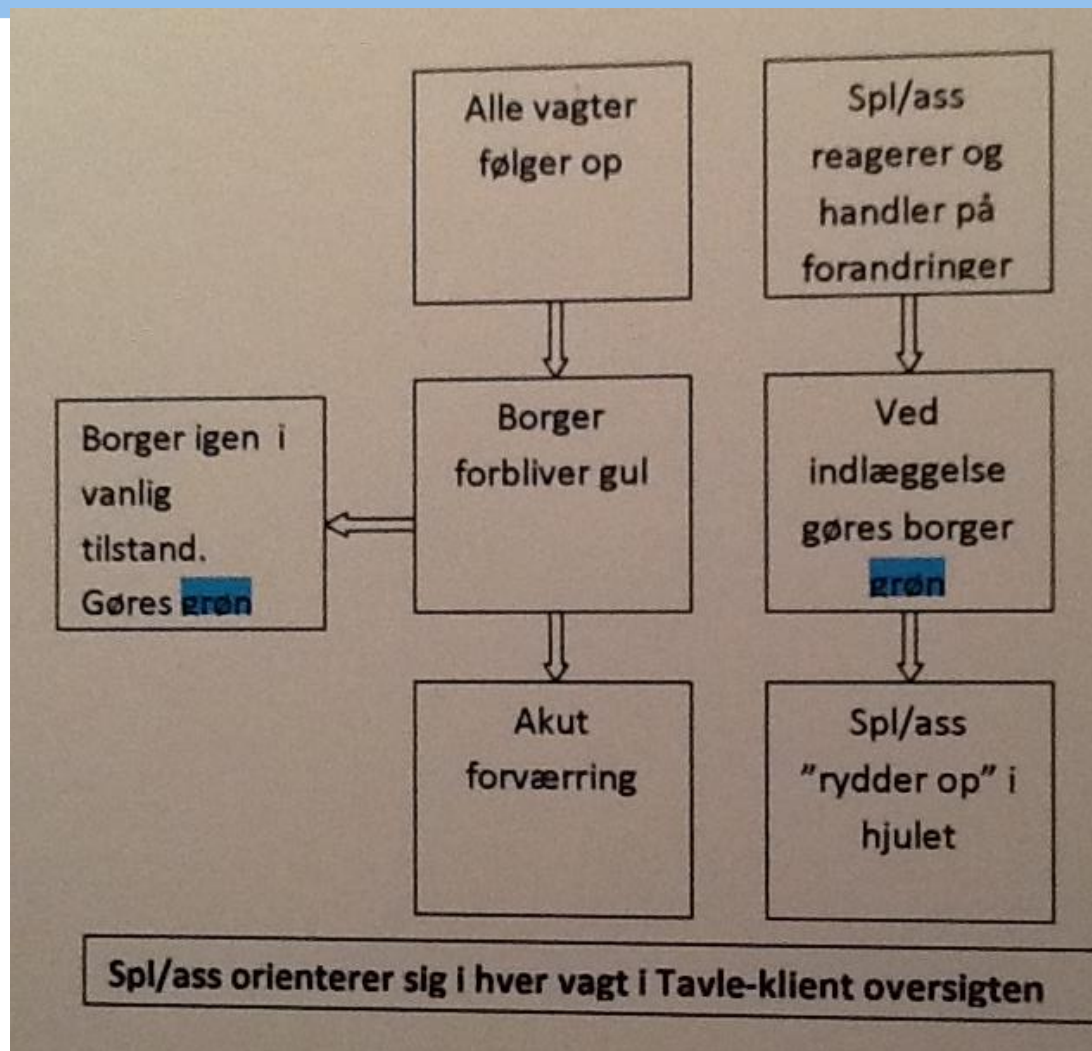 Alle vagter
følger op
Spl/ass
reagerer og
handler på
forandringer
Borger igen i
vanlig
tilstand.
Gøres grøn
Borger
forbliver gul
Ved
indlæggelse
gøres borger
grøn
Akut
forværring
Spl/ass
”rydder op” i
hjulet
Spl/ass orienterer sig i hver vagt i Tavle-klient oversigten